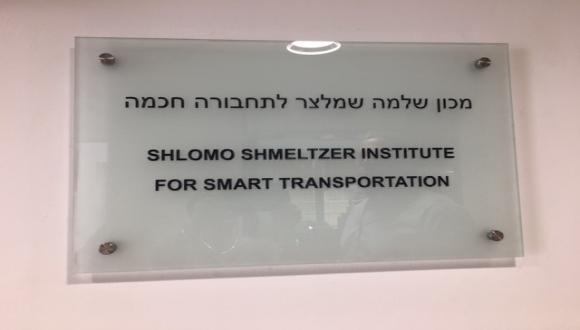 מכון שלמה שמלצר לתחבורה חכמה
SHLOMO SHMELTZER INSTITUTE
FOR SMART TRANSPORTATION